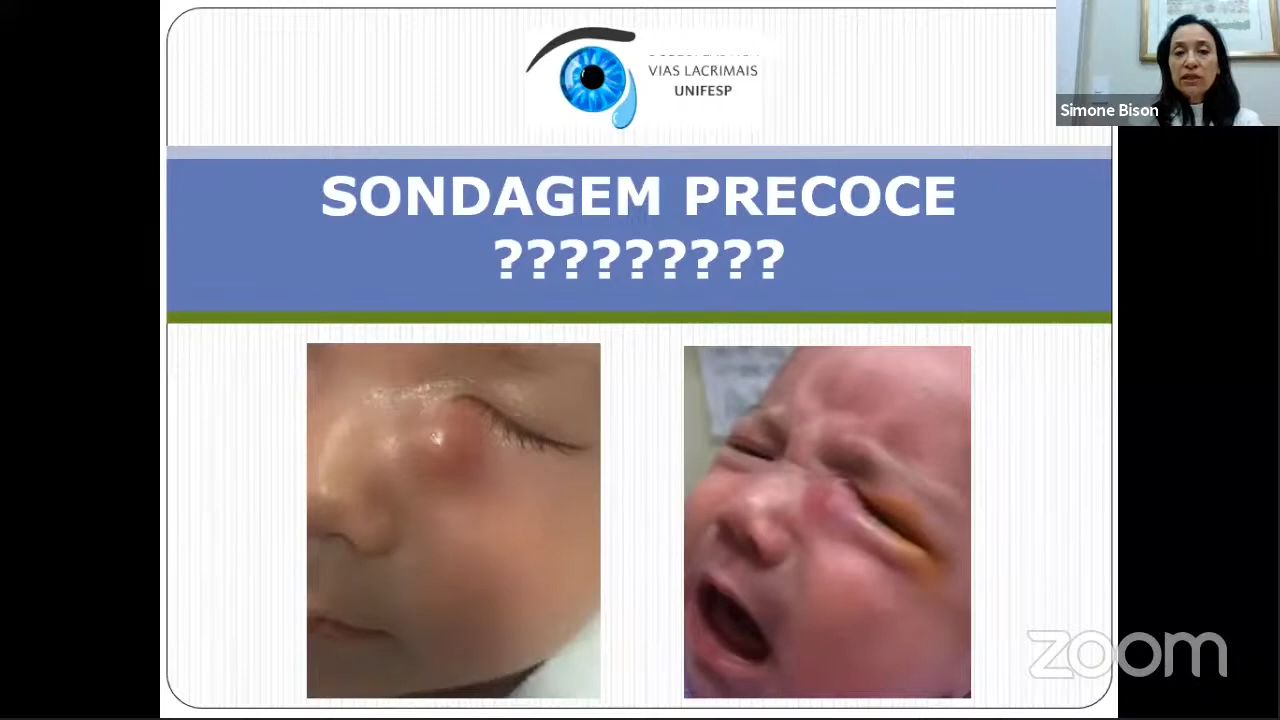 VIAS LACRIMAIS
UNIFESP
Simone Bison
SONDAGEM PRECOCE
?????????
zoom